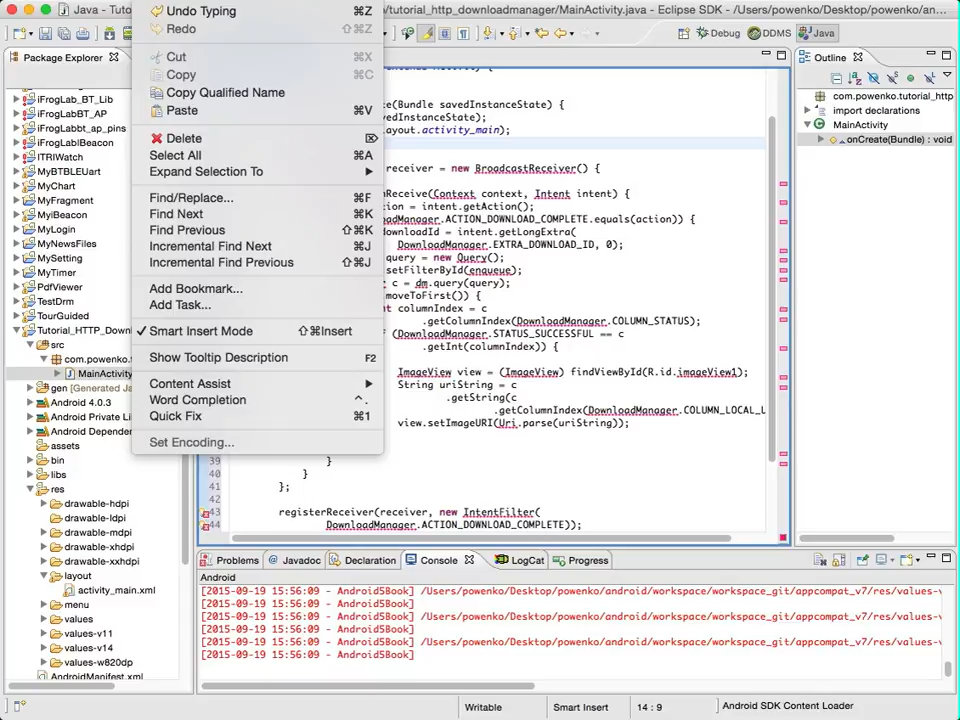 Java - Tuto
/tutorial_http_downloadmanager/MainActivity.java - Eclipse SDK - /Users/powenko/Desktop/powenko/an...
Debug
DDMS
Java
Package Explorer
iFrogLab_BT_Lib
iFrogLabBT_AP
iFrogLabbt_ap_pins
iFrogLabIBeacon
ITRIWatch
MyBTBLEUart
MyChart
MyFragment
MyiBeacon
MyLogin
MyNewsFiles
MySetting
MyTimer
PdfViewer
TestDrm
TourGuided
Tutorial_HTTP_Down
src
com.powenko.t
MainActivity
gen [Generated Ja
Android 4.0.3
Android Private Li
Android Depende
assets
bin
libs
res
drawable-hdpi
drawable-ldpi
drawable-mdpi
drawable-xhdpi
drawable-xxhdpi
layout
activity_main.xml
menu
values
values-v11
values-v14
values-w820dp
AndroidManifest.xml
Undo Typing ⌘Z
Redo ⇧⌘Z
Cut ⌘X
Copy ⌘C
Copy Qualified Name
Paste ⌘V
Delete ⌦
Select All ⌘A
Expand Selection To
Find/Replace... ⌘F
Find Next ⌘K
Find Previous ⇧⌘K
Incremental Find Next ⌘J
Incremental Find Previous ⇧⌘J
Add Bookmark...
Add Task...
✓ Smart Insert Mode ⇧⌘Insert
Show Tooltip Description F2
Content Assist
Word Completion ^ .
Quick Fix ⌘1
Set Encoding...
e(Bundle savedInstanceState) {
savedInstanceState);
ayout.activity_main);
receiver = new BroadcastReceiver() {
nReceive(Context context, Intent intent) {
ction = intent.getAction();
adManager.ACTION_DOWNLOAD_COMPLETE.equals(action)) {
downloadId = intent.getLongExtra(
DownloadManager.EXTRA_DOWNLOAD_ID, 0);
query = new Query();
setFilterById(enqueue);
c = dm.query(query);
moveToFirst()) {
t columnIndex = c
.getColumnIndex(DownloadManager.COLUMN_STATUS);
(DownloadManager.STATUS_SUCCESSFUL == c
.getInt(columnIndex)) {
ImageView view = (ImageView) findViewById(R.id.imageView1);
String uriString = c
.getString(c
.getColumnIndex(DownloadManager.COLUMN_LOCAL_L
view.setImageURI(Uri.parse(uriString));
39 }
40 }
41 };
42
43 registerReceiver(receiver, new IntentFilter(
44 DownloadManager.ACTION_DOWNLOAD_COMPLETE));
Outline
com.powenko.tutorial_http
import declarations
MainActivity
onCreate(Bundle) : void
Problems
@ Javadoc
Declaration
Console
LogCat
Progress
Android
[2015-09-19 15:56:09 - Android5Book] /Users/powenko/Desktop/powenko/android/workspace/workspace_git/appcompat_v7/res/values-v
[2015-09-19 15:56:09 - Android5Book]
[2015-09-19 15:56:09 - Android5Book] /Users/powenko/Desktop/powenko/android/workspace/workspace_git/appcompat_v7/res/values-v
[2015-09-19 15:56:09 - Android5Book]
[2015-09-19 15:56:09 - Android5Book] /Users/powenko/Desktop/powenko/android/workspace/workspace_git/appcompat_v7/res/values-v
[2015-09-19 15:56:09 - Android5Book]
Writable
Smart Insert
14 : 9
Android SDK Content Loader